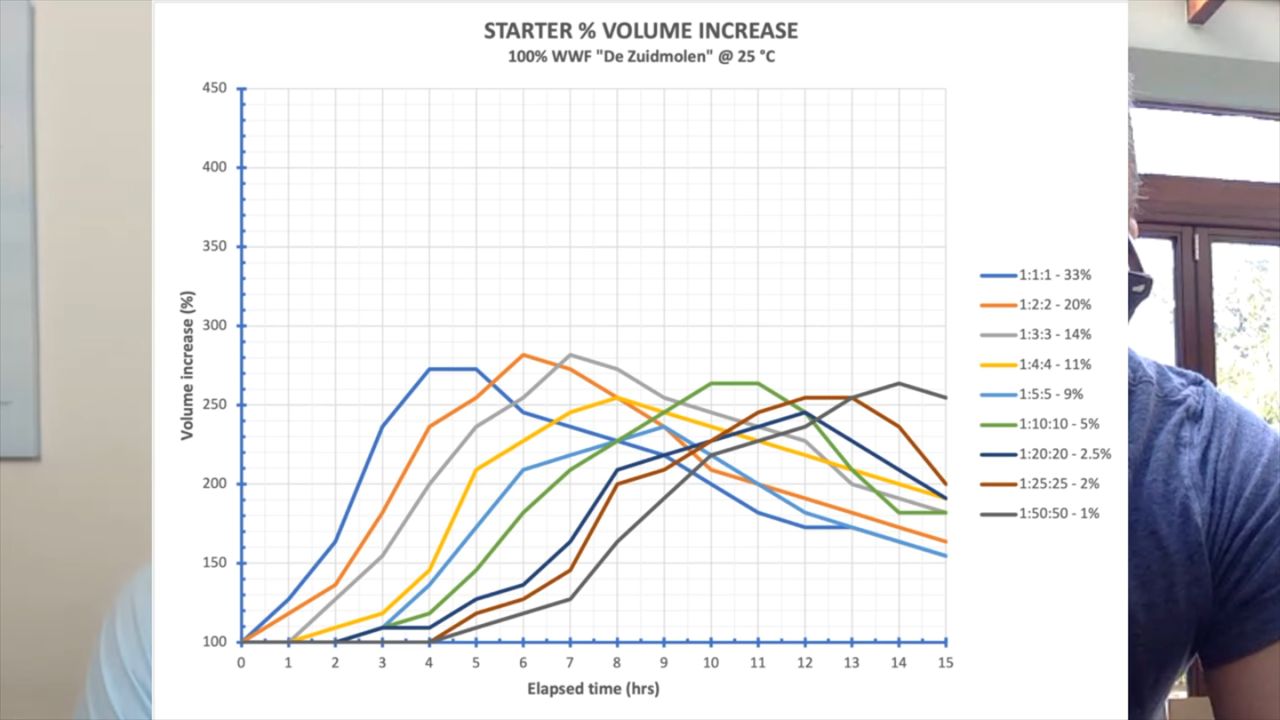 STARTER % VOLUME INCREASE
100% WWF "De Zuidmolen" @ 25 °C
450
400
350
300
250
200
150
100
Volume increase (%)
0 1 2 3 4 5 6 7 8 9 10 11 12 13 14 15
Elapsed time (hrs)
1:1:1 - 33%
1:2:2 - 20%
1:3:3 - 14%
1:4:4 - 11%
1:5:5 - 9%
1:10:10 - 5%
1:20:20 - 2.5%
1:25:25 - 2%
1:50:50 - 1%